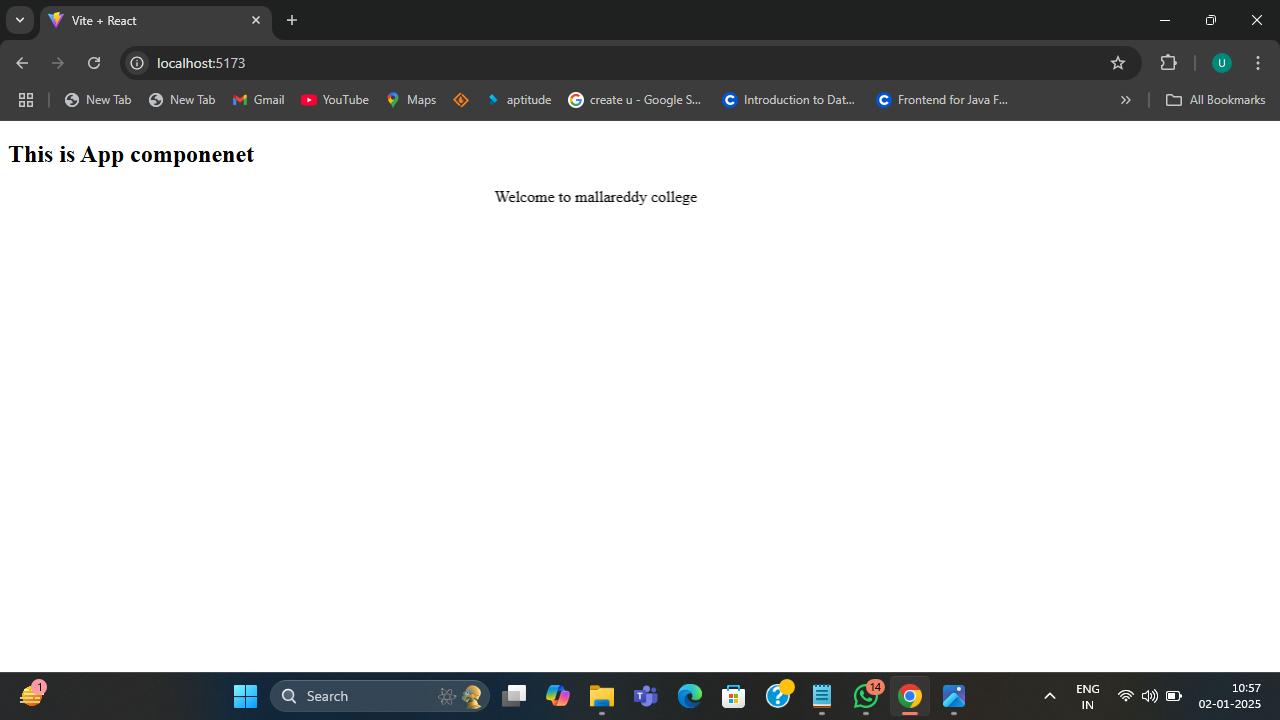 Vite + React
localhost:5173
U
New Tab New Tab Gmail YouTube Maps aptitude create u - Google S... Introduction to Dat... Frontend for Java F... » All Bookmarks
This is App componenet
Welcome to mallareddy college
1
Search
14
ENG
IN
10:57
02-01-2025